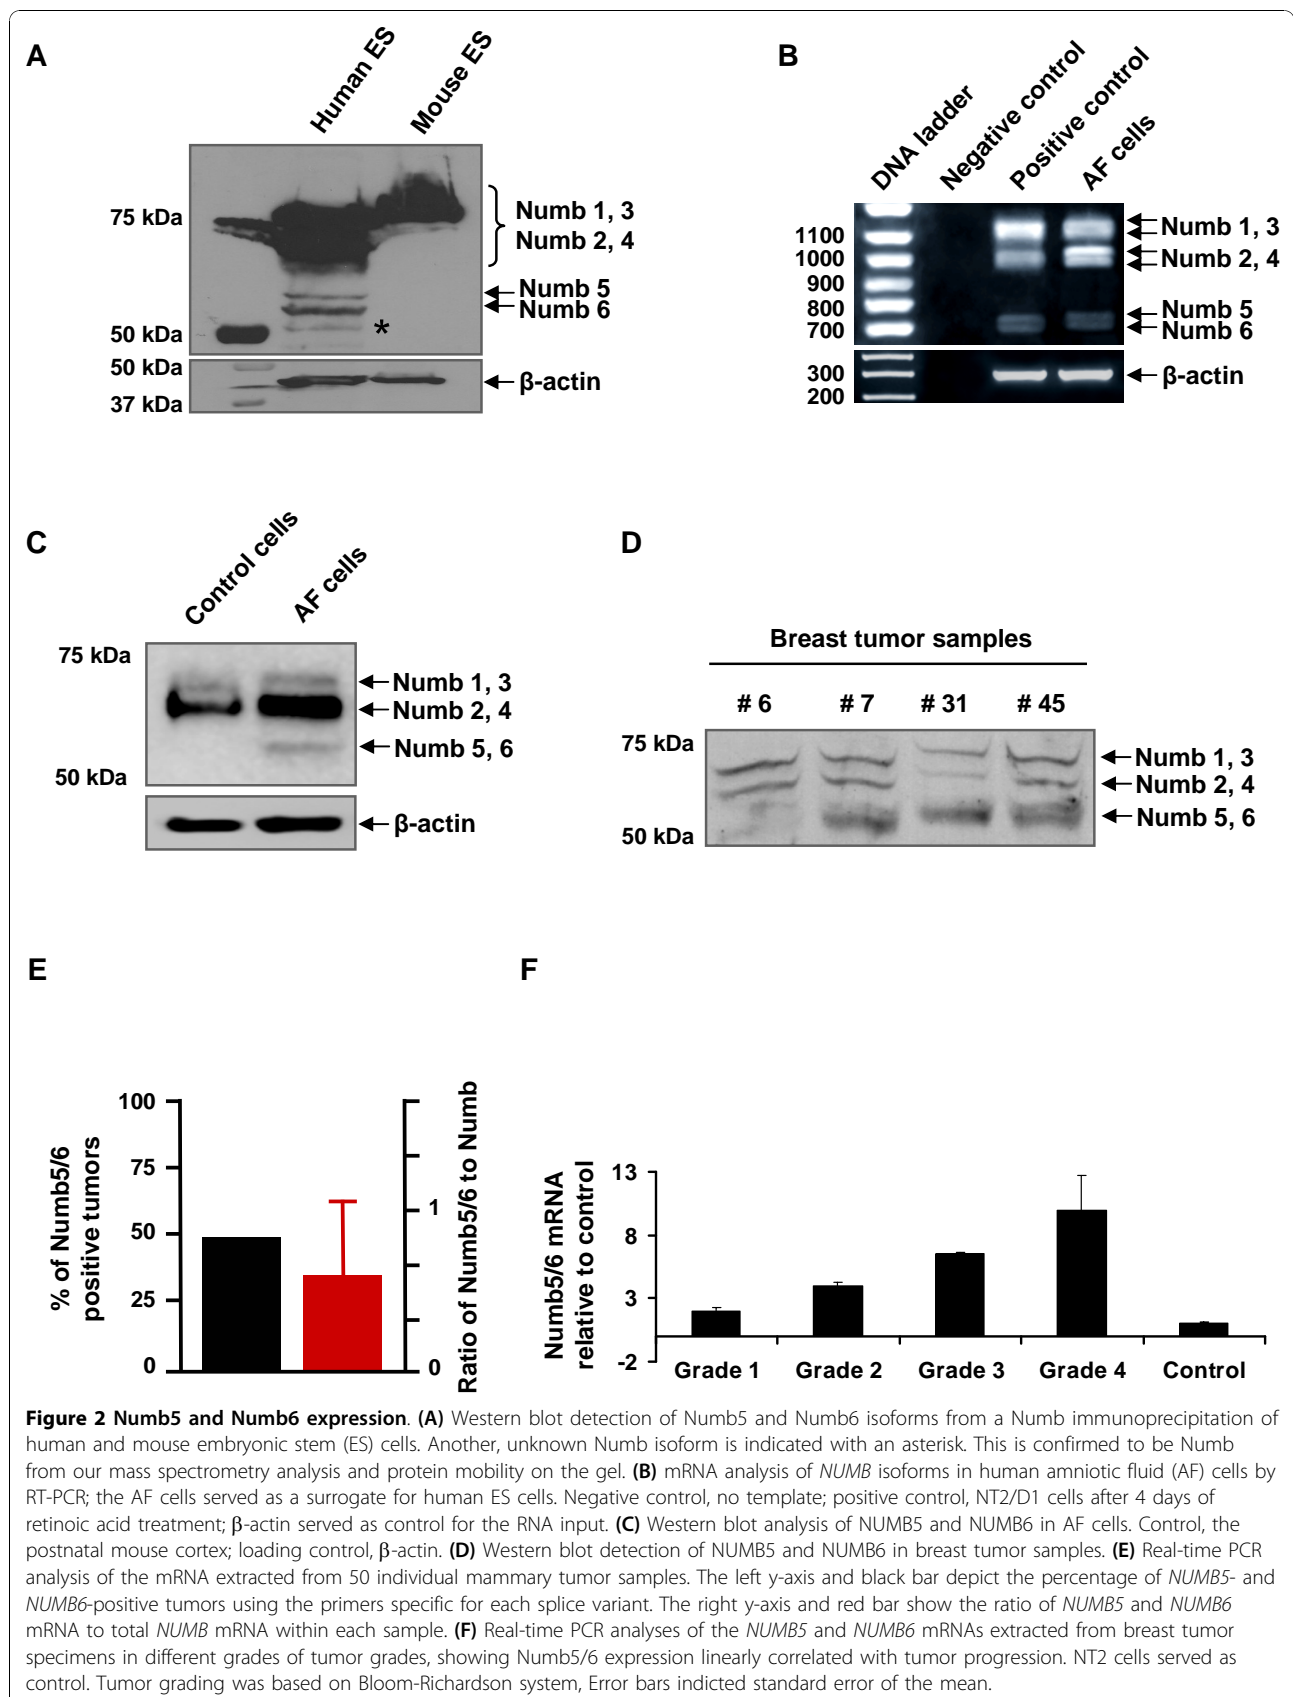 A
Human ES
Mouse ES
75 kDa
50 kDa
50 kDa
37 kDa
Numb 1, 3
Numb 2, 4
Numb 5
Numb 6
*
β-actin
B
DNA ladder
Negative control
Positive control
AF cells
1100
1000
900
800
700
300
200
Numb 1, 3
Numb 2, 4
Numb 5
Numb 6
β-actin
C
Control cells
AF cells
75 kDa
50 kDa
Numb 1, 3
Numb 2, 4
Numb 5, 6
β-actin
D
Breast tumor samples
# 6 # 7 # 31 # 45
75 kDa
50 kDa
Numb 1, 3
Numb 2, 4
Numb 5, 6
E
% of Numb5/6
positive tumors
100
75
50
25
0
1
0
Ratio of Numb5/6 to Numb
F
Numb5/6 mRNA
relative to control
13
8
3
-2
Grade 1 Grade 2 Grade 3 Grade 4 Control
Figure 2 Numb5 and Numb6 expression. (A) Western blot detection of Numb5 and Numb6 isoforms from a Numb immunoprecipitation of
human and mouse embryonic stem (ES) cells. Another, unknown Numb isoform is indicated with an asterisk. This is confirmed to be Numb
from our mass spectrometry analysis and protein mobility on the gel. (B) mRNA analysis of NUMB isoforms in human amniotic fluid (AF) cells by
RT-PCR; the AF cells served as a surrogate for human ES cells. Negative control, no template; positive control, NT2/D1 cells after 4 days of
retinoic acid treatment; β-actin served as control for the RNA input. (C) Western blot analysis of NUMB5 and NUMB6 in AF cells. Control, the
postnatal mouse cortex; loading control, β-actin. (D) Western blot detection of NUMB5 and NUMB6 in breast tumor samples. (E) Real-time PCR
analysis of the mRNA extracted from 50 individual mammary tumor samples. The left y-axis and black bar depict the percentage of NUMB5- and
NUMB6-positive tumors using the primers specific for each splice variant. The right y-axis and red bar show the ratio of NUMB5 and NUMB6
mRNA to total NUMB mRNA within each sample. (F) Real-time PCR analyses of the NUMB5 and NUMB6 mRNAs extracted from breast tumor
specimens in different grades of tumor grades, showing Numb5/6 expression linearly correlated with tumor progression. NT2 cells served as
control. Tumor grading was based on Bloom-Richardson system, Error bars indicted standard error of the mean.